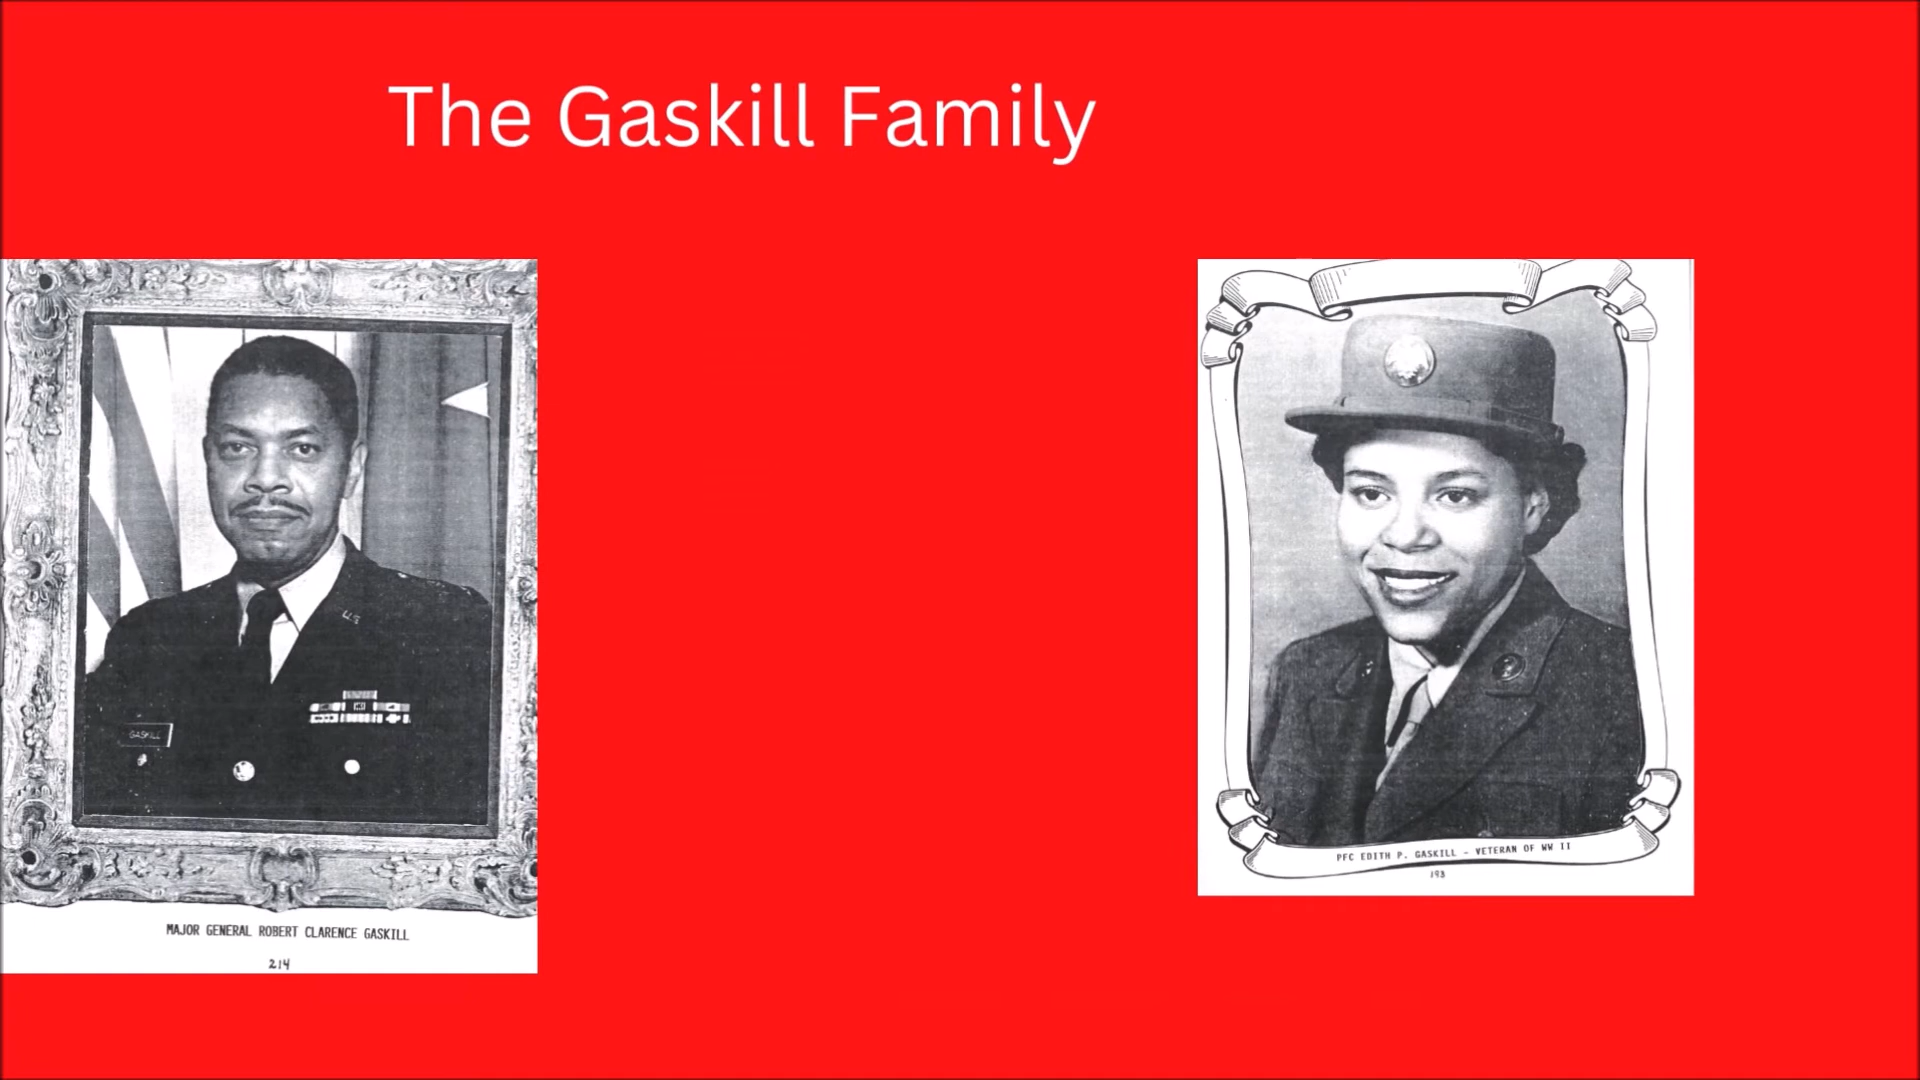 The Gaskill Family
U.S
GASKILL
MAJOR GENERAL ROBERT CLARENCE GASKILL
214
PFC EDITH P. GASKILL - VETERAN OF WW II
193